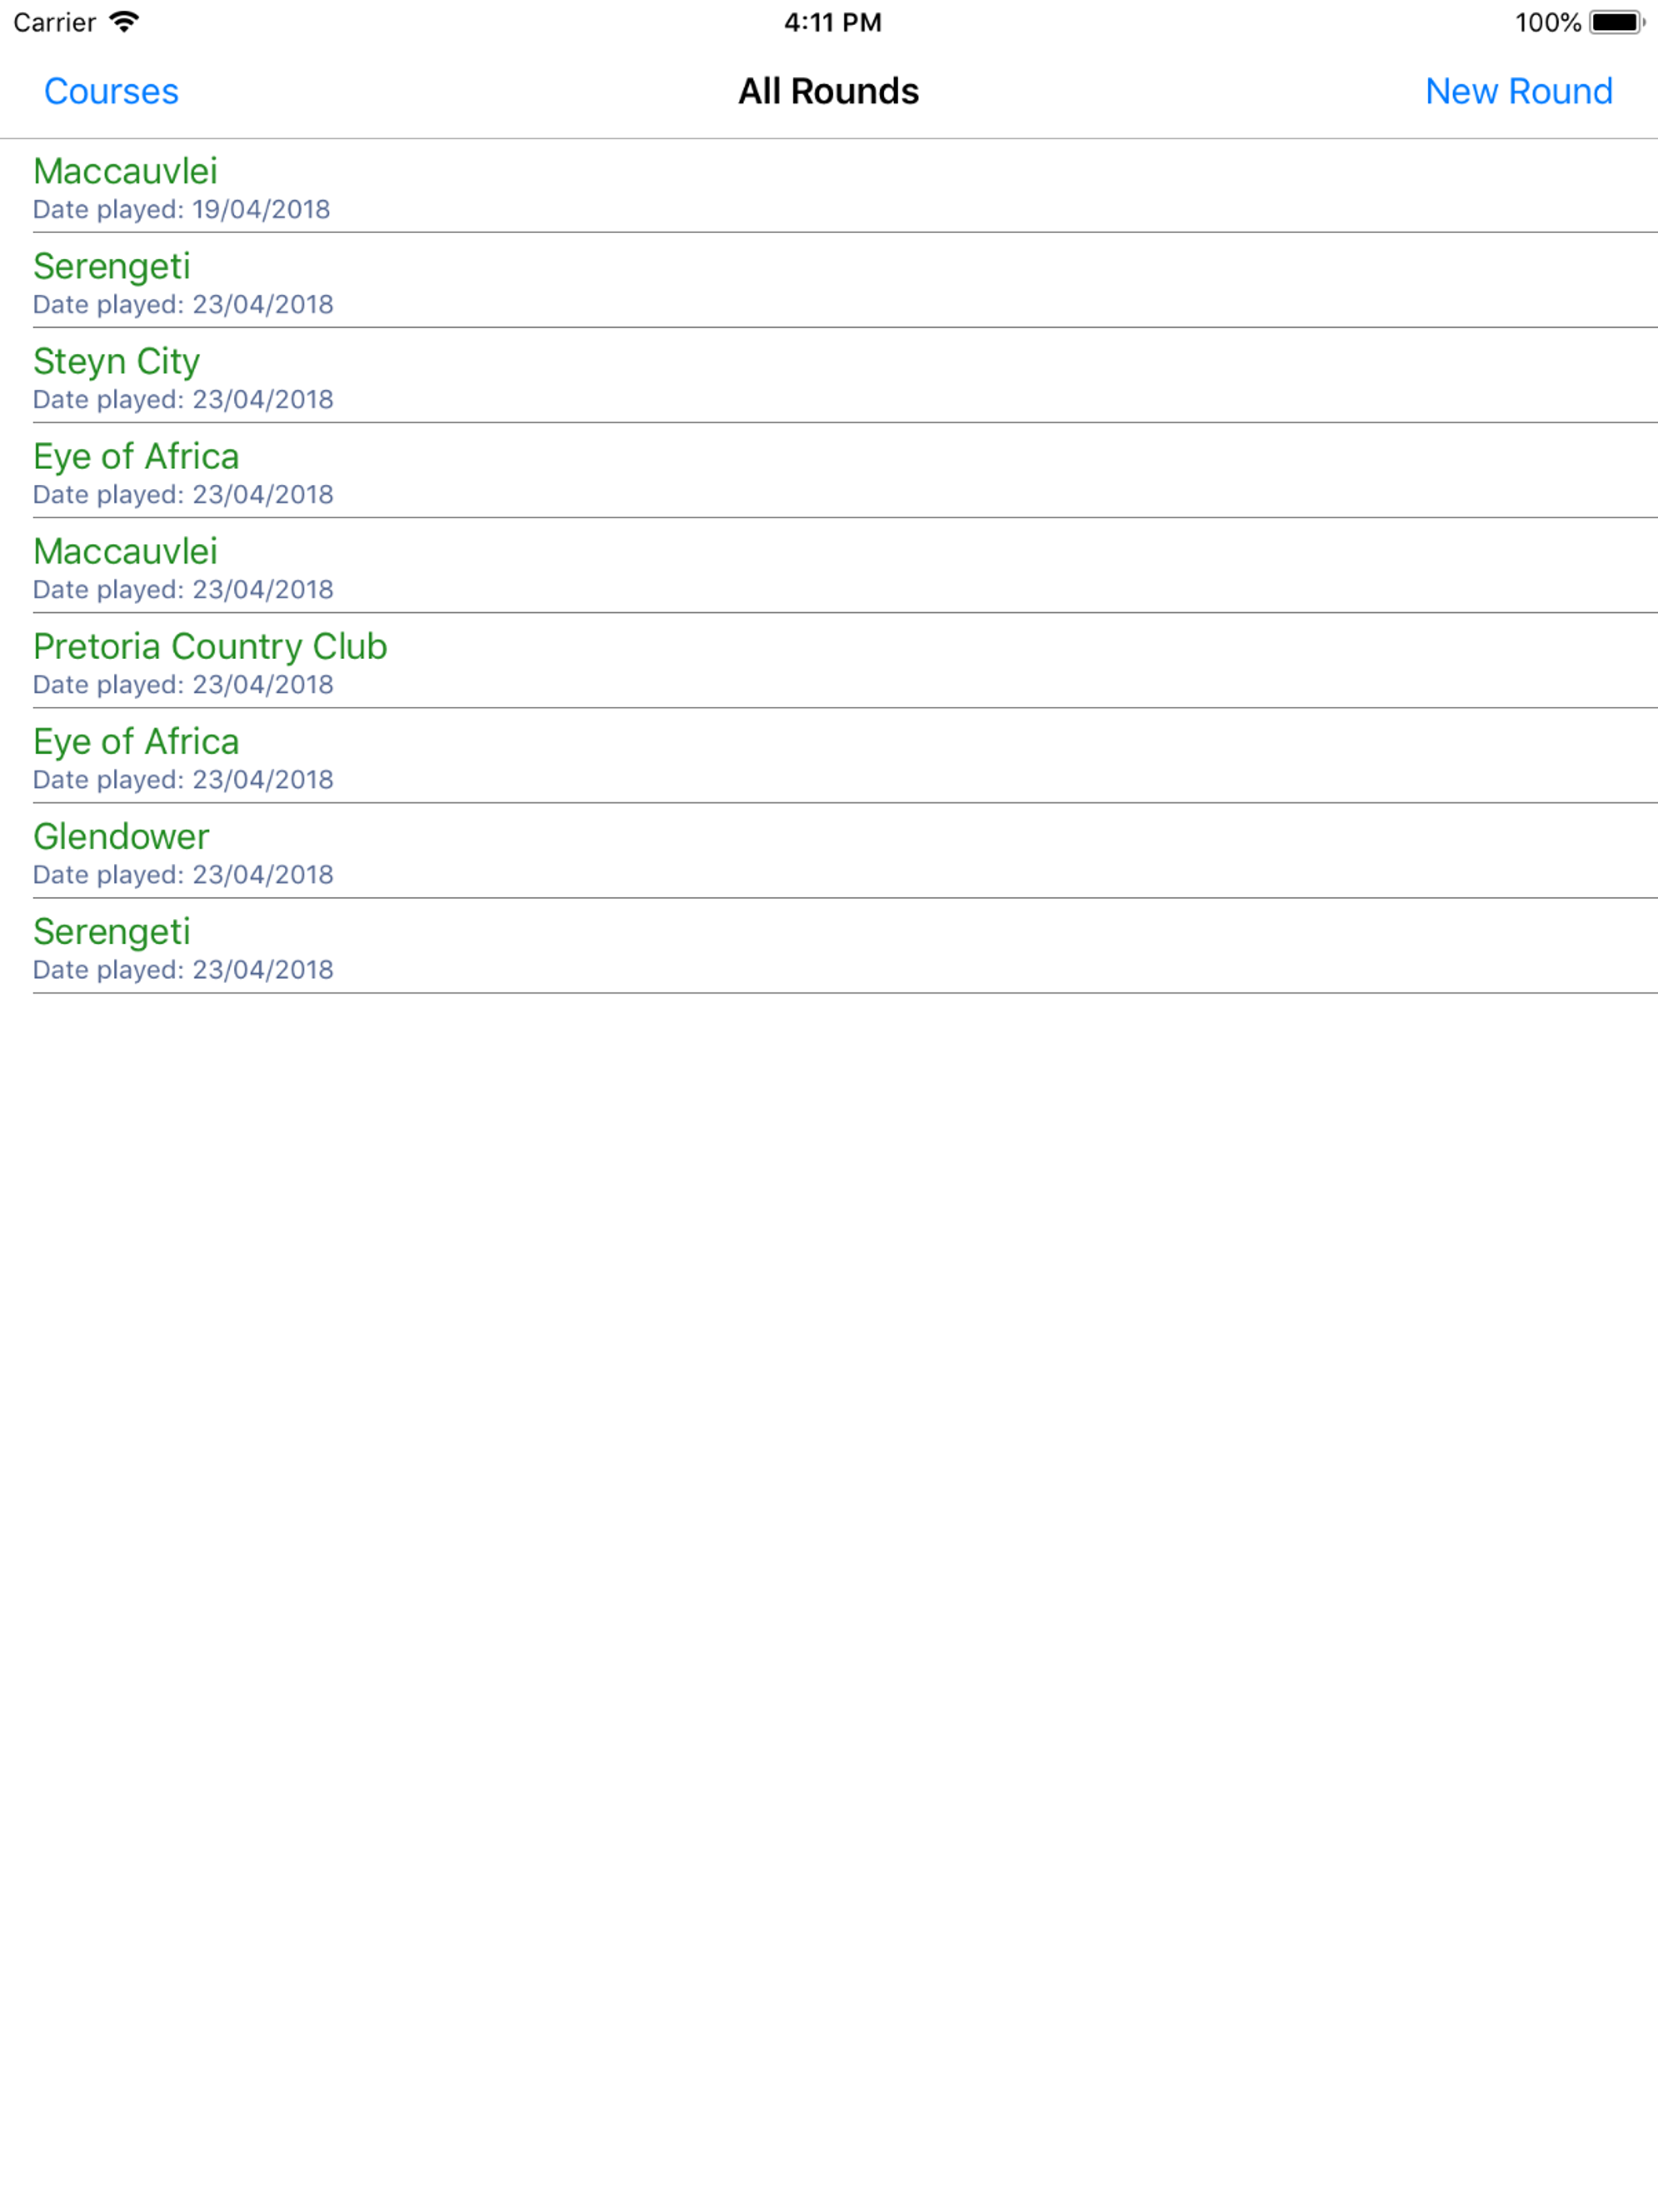 Carrier 4:11 PM 100%
Courses All Rounds New Round
Maccauvlei
Date played: 19/04/2018
Serengeti
Date played: 23/04/2018
Steyn City
Date played: 23/04/2018
Eye of Africa
Date played: 23/04/2018
Maccauvlei
Date played: 23/04/2018
Pretoria Country Club
Date played: 23/04/2018
Eye of Africa
Date played: 23/04/2018
Glendower
Date played: 23/04/2018
Serengeti
Date played: 23/04/2018